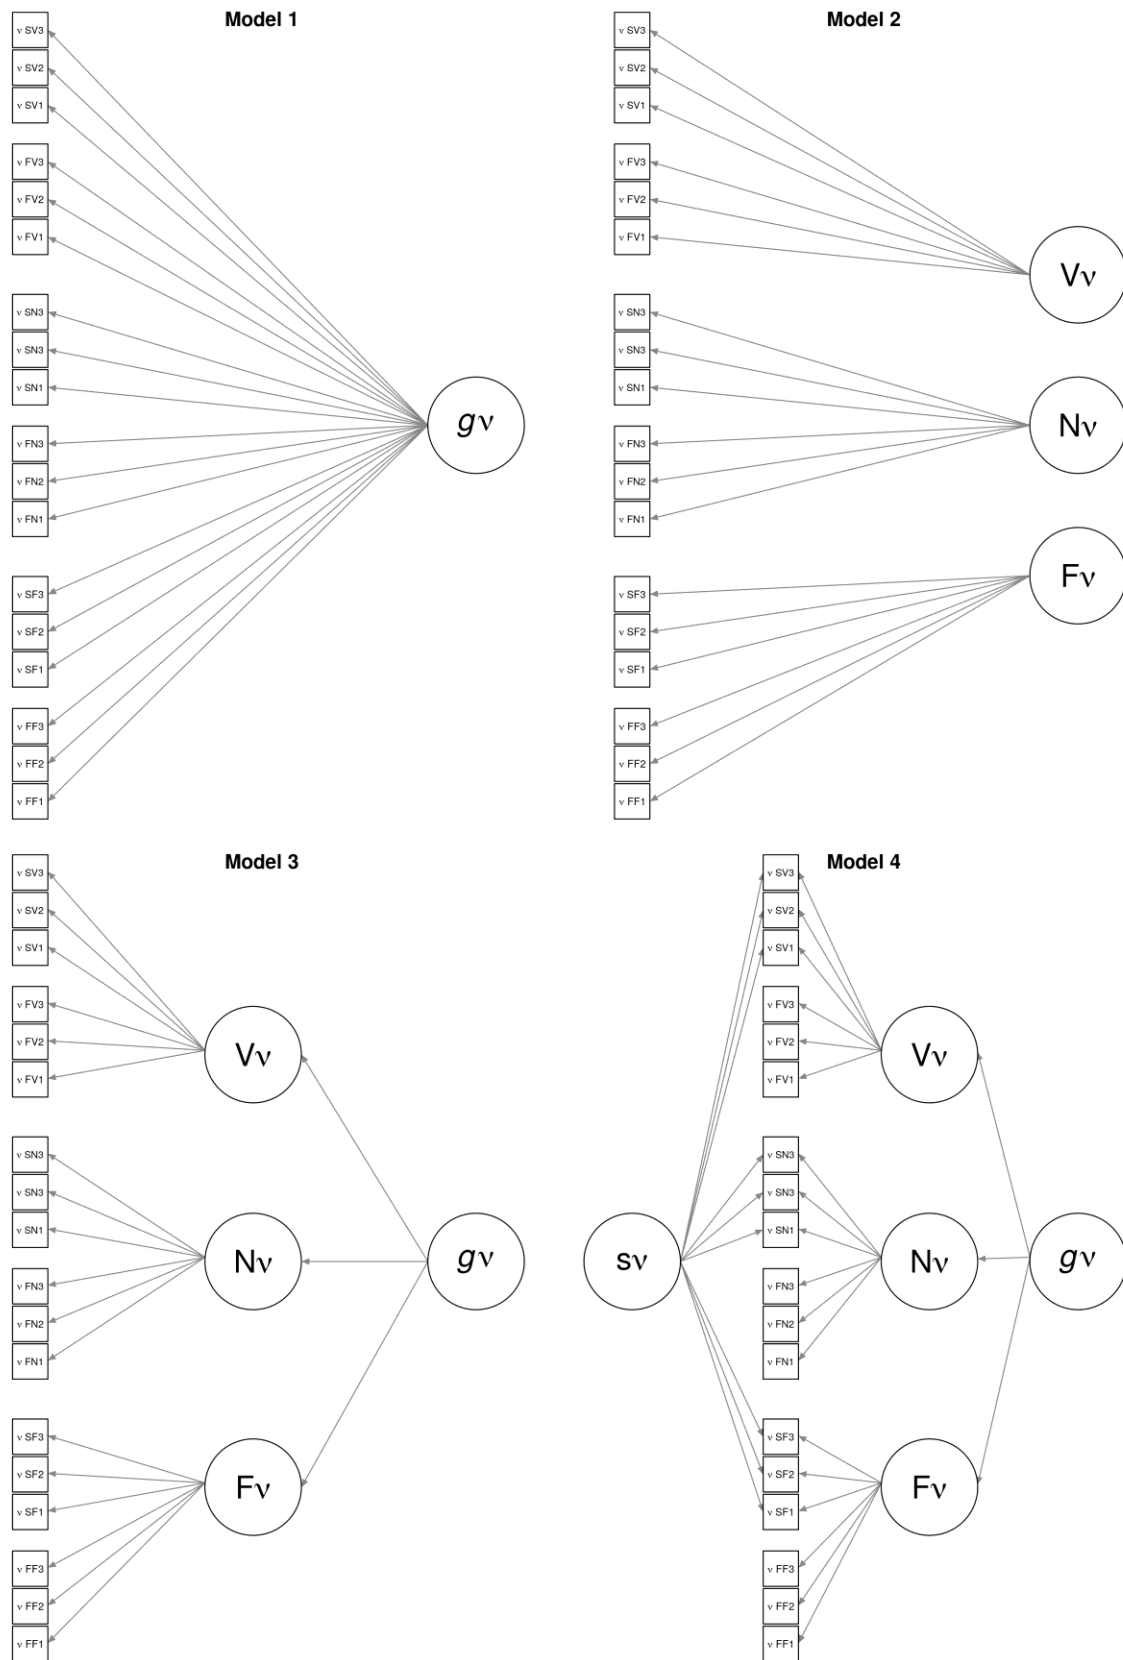 Model 1
ν SV3
ν SV2
ν SV1
ν FV3
ν FV2
ν FV1
ν SN3
ν SN3
ν SN1
ν FN3
ν FN2
ν FN1
ν SF3
ν SF2
ν SF1
ν FF3
ν FF2
ν FF1
gν
Model 2
ν SV3
ν SV2
ν SV1
ν FV3
ν FV2
ν FV1
ν SN3
ν SN3
ν SN1
ν FN3
ν FN2
ν FN1
ν SF3
ν SF2
ν SF1
ν FF3
ν FF2
ν FF1
Vν
Nν
Fν
Model 3
ν SV3
ν SV2
ν SV1
ν FV3
ν FV2
ν FV1
ν SN3
ν SN3
ν SN1
ν FN3
ν FN2
ν FN1
ν SF3
ν SF2
ν SF1
ν FF3
ν FF2
ν FF1
Vν
Nν
Fν
gν
Model 4
sν
ν SV3
ν SV2
ν SV1
ν FV3
ν FV2
ν FV1
ν SN3
ν SN3
ν SN1
ν FN3
ν FN2
ν FN1
ν SF3
ν SF2
ν SF1
ν FF3
ν FF2
ν FF1
Vν
Nν
Fν
gν